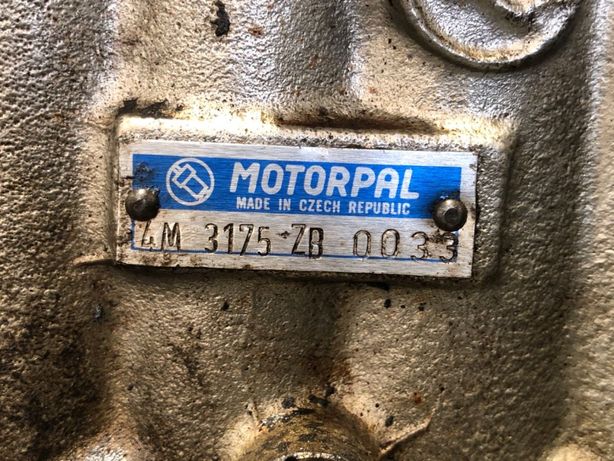 MOTORPAL
MADE IN CZECH REPUBLIC
4M 3175 ZB 0033